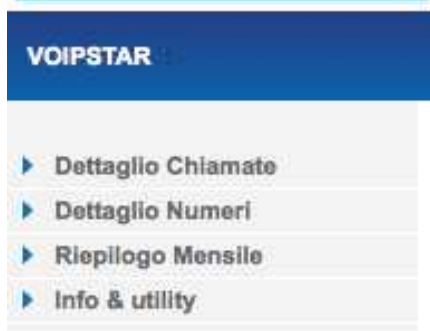 VOIPSTAR
Dettaglio Chiamate
Dettaglio Numeri
Riepilogo Mensile
Info & utility